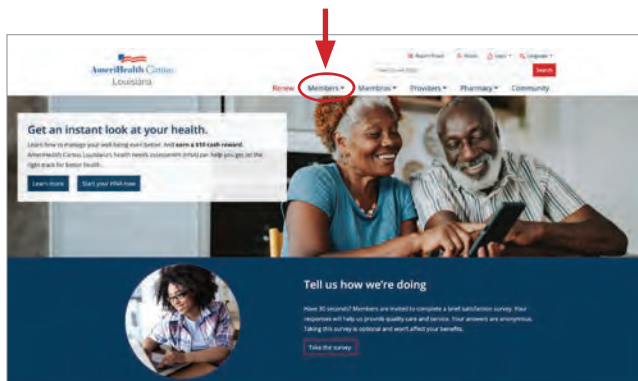 AmeriHealth Caritas
Louisiana
Report Fraud
Login
Language
Search
Renew Members Miembros Providers Pharmacy Community
Get an instant look at your health.
Learn how to manage your well-being even better. And earn a $10 cash reward.
AmeriHealth Caritas Louisiana's health needs assessment (HNA) can help you get on the
right track for better health.
Learn more Start your HNA now
Tell us how we're doing
Have 30 seconds? Members are invited to complete a brief satisfaction survey. Your
responses will help us provide quality care and service. Your answers are anonymous.
Taking this survey is optional and won't affect your benefits.
Take the survey